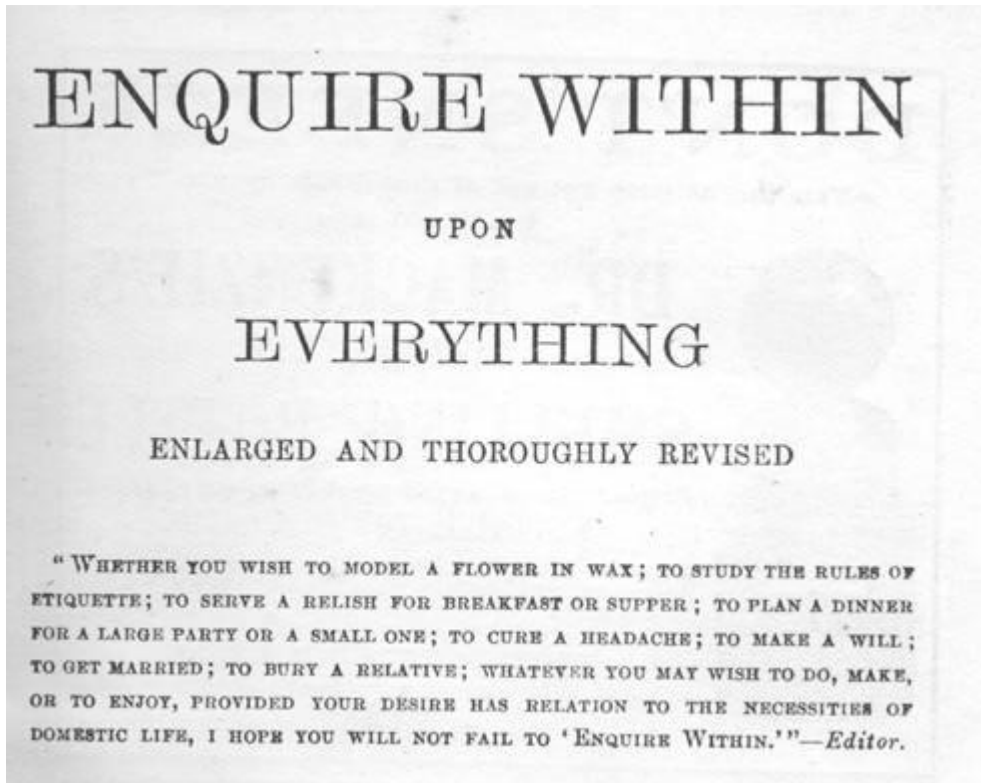 ENQUIRE WITHIN
UPON
EVERYTHING
ENLARGED AND THOROUGHLY REVISED
"WHETHER YOU WISH TO MODEL A FLOWER IN WAX; TO STUDY THE RULES OF
ETIQUETTE; TO SERVE A RELISH FOR BREAKFAST OR SUPPER; TO PLAN A DINNER
FOR A LARGE PARTY OR A SMALL ONE; TO CURE A HEADACHE; TO MAKE A WILL;
TO GET MARRIED; TO BURY A RELATIVE; WHATEVER YOU MAY WISH TO DO, MAKE,
OR TO ENJOY, PROVIDED YOUR DESIRE HAS RELATION TO THE NECESSITIES OF
DOMESTIC LIFE, I HOPE YOU WILL NOT FAIL TO 'ENQUIRE WITHIN.'"—Editor.